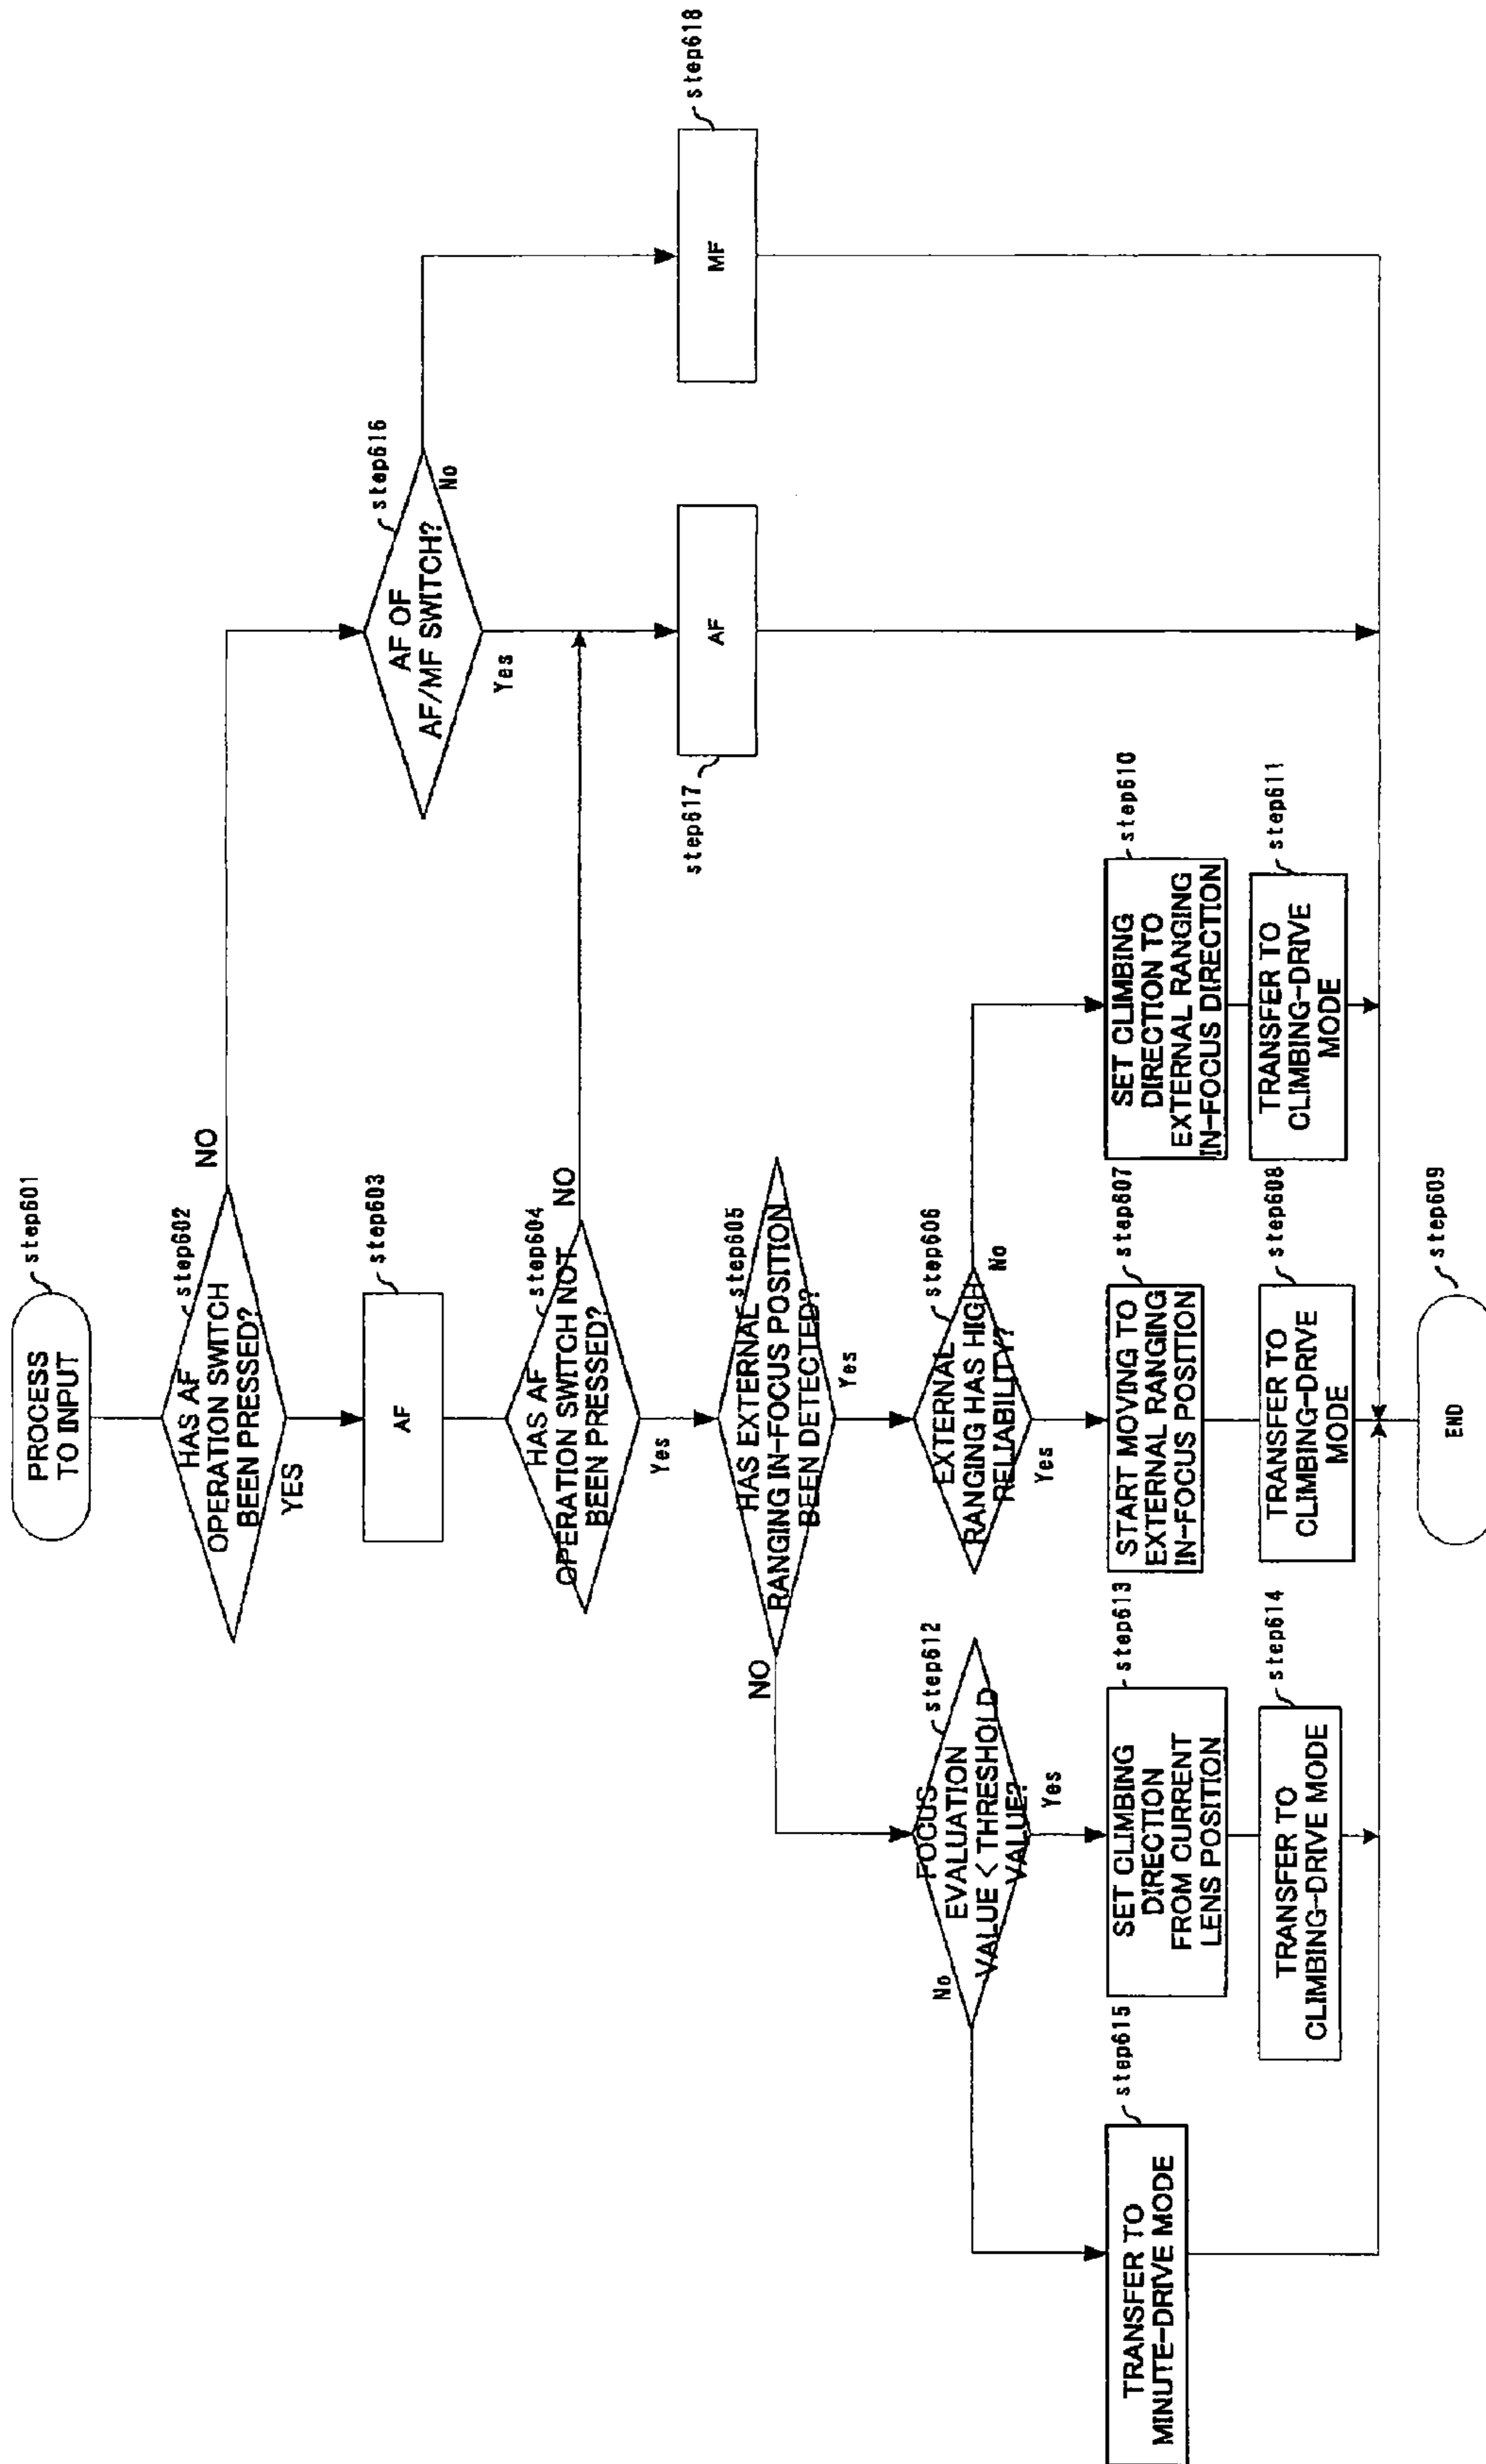 PROCESS
TO INPUT
step601
HAS AF
OPERATION SWITCH
BEEN PRESSED?
step602
NO
YES
AF
step603
HAS AF
OPERATION SWITCH NOT
BEEN PRESSED?
step604
NO
Yes
HAS EXTERNAL
RANGING IN-FOCUS POSITION
BEEN DETECTED?
step605
NO
Yes
EXTERNAL
RANGING HAS HIGH
RELIABILITY?
step606
No
Yes
START MOVING TO
EXTERNAL RANGING
IN-FOCUS POSITION
step607
TRANSFER TO
CLIMBING-DRIVE
MODE
step608
END
step609
SET CLIMBING
DIRECTION TO
EXTERNAL RANGING
IN-FOCUS DIRECTION
step610
TRANSFER TO
CLIMBING-DRIVE
MODE
step611
FOCUS
EVALUATION
VALUE < THRESHOLD
VALUE?
step612
No
Yes
SET CLIMBING
DIRECTION
FROM CURRENT
LENS POSITION
step613
TRANSFER TO
CLIMBING-DRIVE MODE
step614
TRANSFER TO
MINUTE-DRIVE MODE
step615
AF OF
AF/MF SWITCH?
step616
No
Yes
AF
step617
MF
step618